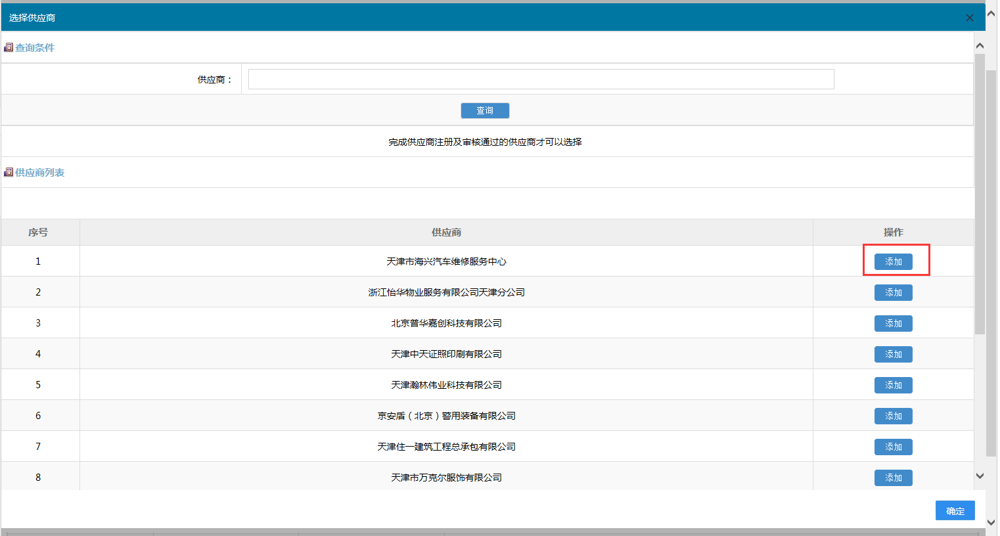 选择供应商
查询条件
供应商：
查询
完成供应商注册及审核通过的供应商才可以选择
供应商列表
序号 供应商 操作
1 天津市海兴汽车维修服务中心 添加
2 浙江怡华物业服务有限公司天津分公司 添加
3 北京普华嘉创科技有限公司 添加
4 天津中天证照印刷有限公司 添加
5 天津瀚林伟业科技有限公司 添加
6 京安盾（北京）警用装备有限公司 添加
7 天津住一建筑工程总承包有限公司 添加
8 天津市万克尔服饰有限公司 添加
确定